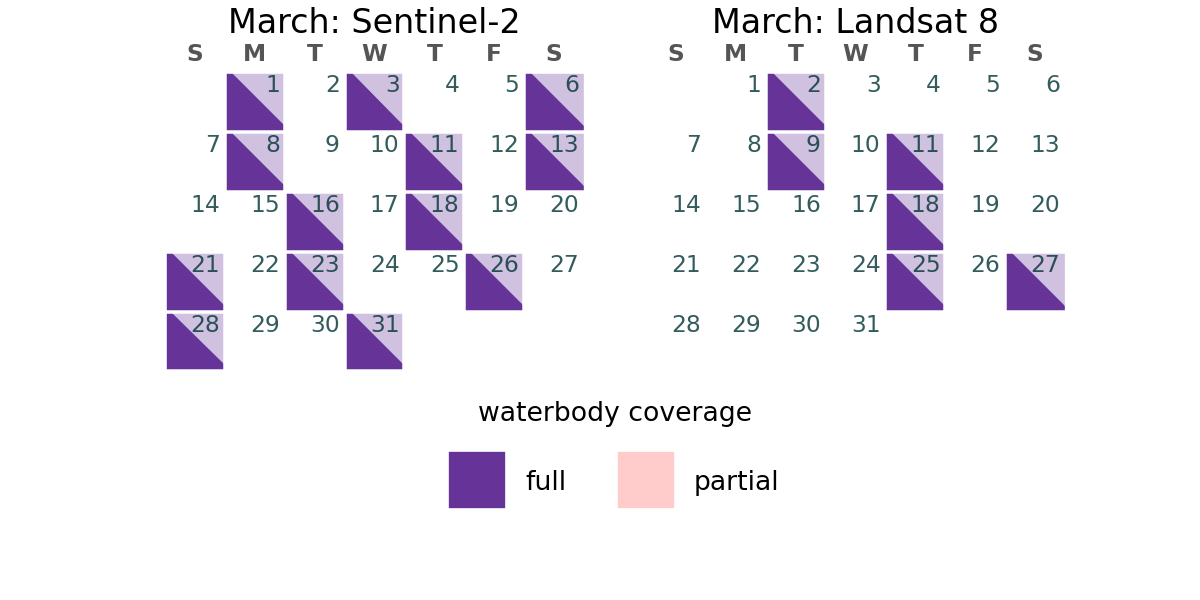 March: Sentinel-2
S M T W T F S
1 2 3 4 5 6
7 8 9 10 11 12 13
14 15 16 17 18 19 20
21 22 23 24 25 26 27
28 29 30 31
March: Landsat 8
S M T W T F S
1 2 3 4 5 6
7 8 9 10 11 12 13
14 15 16 17 18 19 20
21 22 23 24 25 26 27
28 29 30 31
waterbody coverage
full
partial